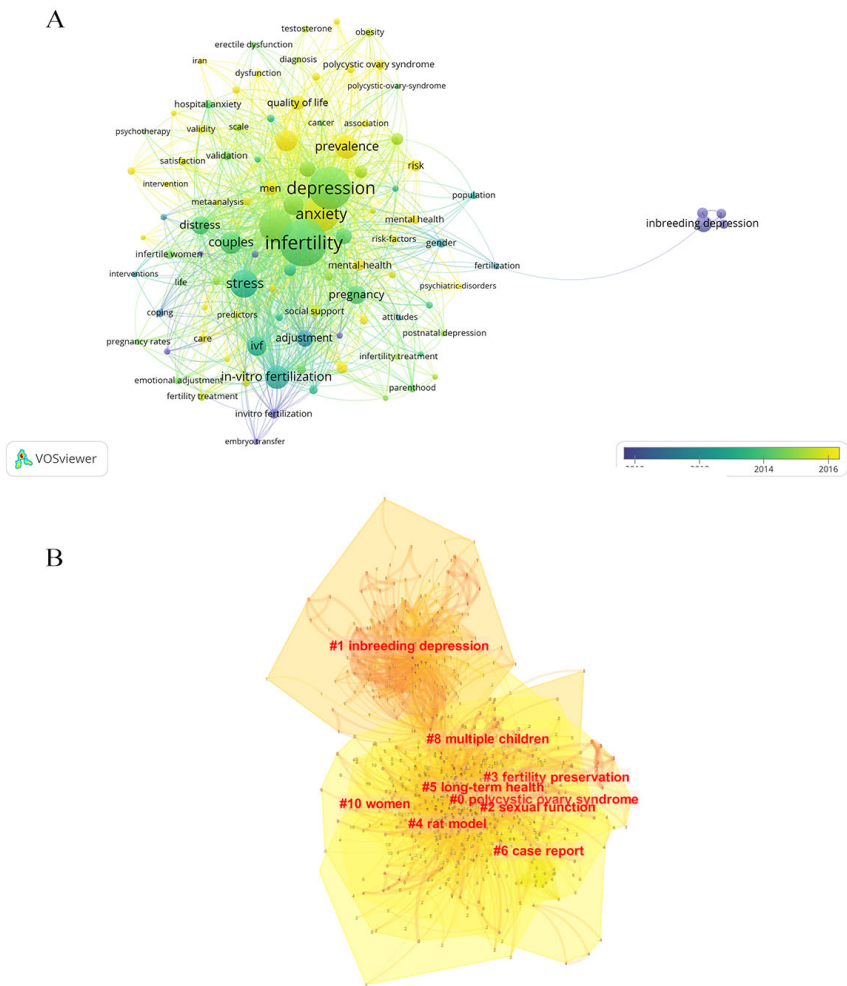 A
testosterone
obesity
erectile dysfunction
iran
diagnosis
polycystic ovary syndrome
dysfunction
polycystic-ovary-syndrome
hospital anxiety
quality of life
psychotherapy
validity
scale
cancer
association
prevalence
satisfaction
validation
risk
intervention
men
depression
metaanalysis
population
anxiety
distress
mental health
inbreeding depression
couples
infertility
risk-factors
gender
infertile women
mental-health
fertilization
interventions
life
stress
psychiatric-disorders
pregnancy
coping
predictors
social support
attitudes
pregnancy rates
care
ivf
adjustment
postnatal depression
infertility treatment
emotional adjustment
in-vitro fertilization
parenthood
fertility treatment
invitro fertilization
embryo transfer
VOSviewer
2014
2016
B
#1 inbreeding depression
#8 multiple children
#3 fertility preservation
#5 long-term health
#0 polycystic ovary syndrome
#10 women
#2 sexual function
#4 rat model
#6 case report